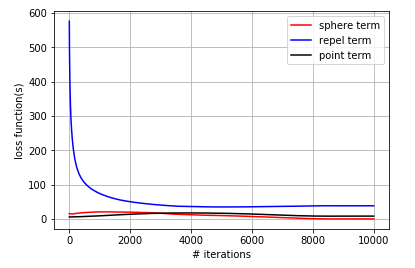 600
500
400
300
200
100
0
loss function(s)
sphere term
repel term
point term
0
2000
4000
6000
8000
10000
# iterations